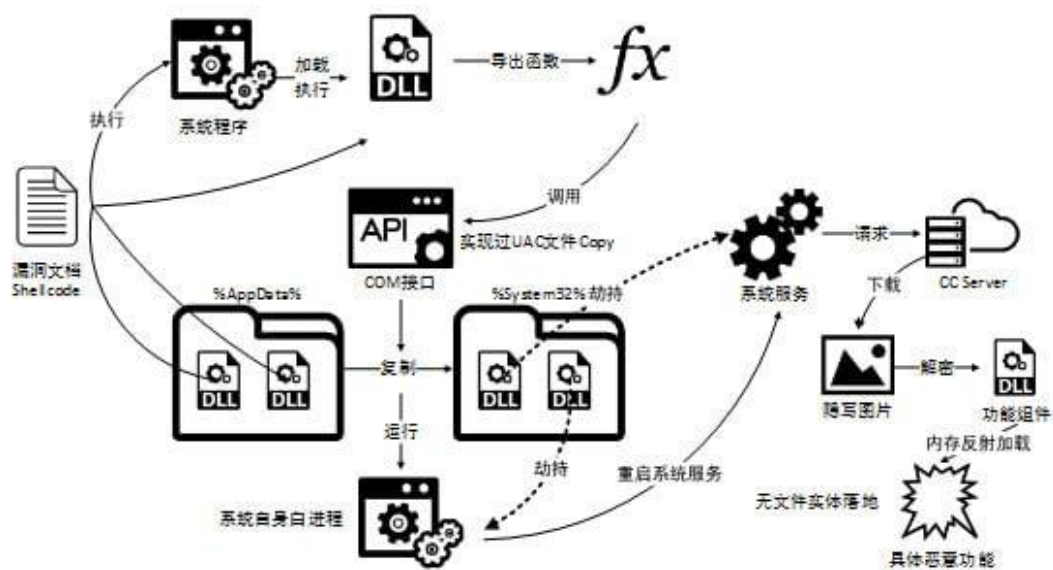 执行
系统程序
加载
执行
DLL
导出函数
fx
漏洞文档
Shellcode
调用
API
实现过UAC文件Copy
COM接口
%AppData%
DLL
DLL
复制
%System32%
劫持
DLL
DLL
系统服务
请求
CC Server
下载
隐写图片
解密
DLL
功能组件
内存反射加载
运行
劫持
重启系统服务
系统自身白进程
无文件实体落地
具体恶意功能